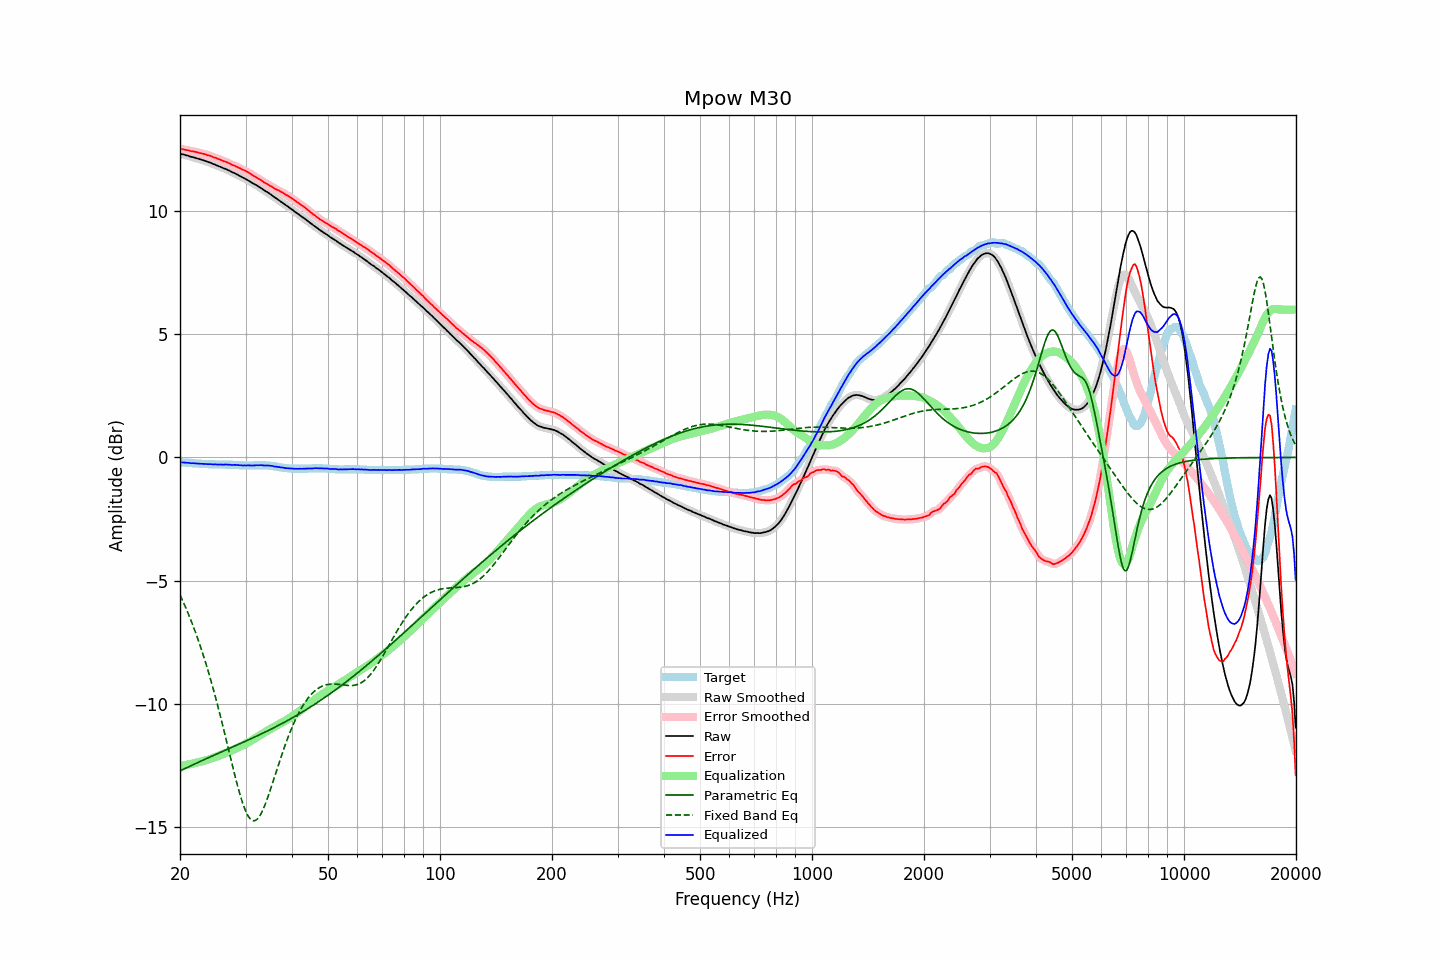 Mpow M30
Amplitude (dBr)
10
5
0
−5
−10
−15
20
50
100
200
500
1000
2000
5000
10000
20000
Frequency (Hz)
Target
Raw Smoothed
Error Smoothed
Raw
Error
Equalization
Parametric Eq
Fixed Band Eq
Equalized